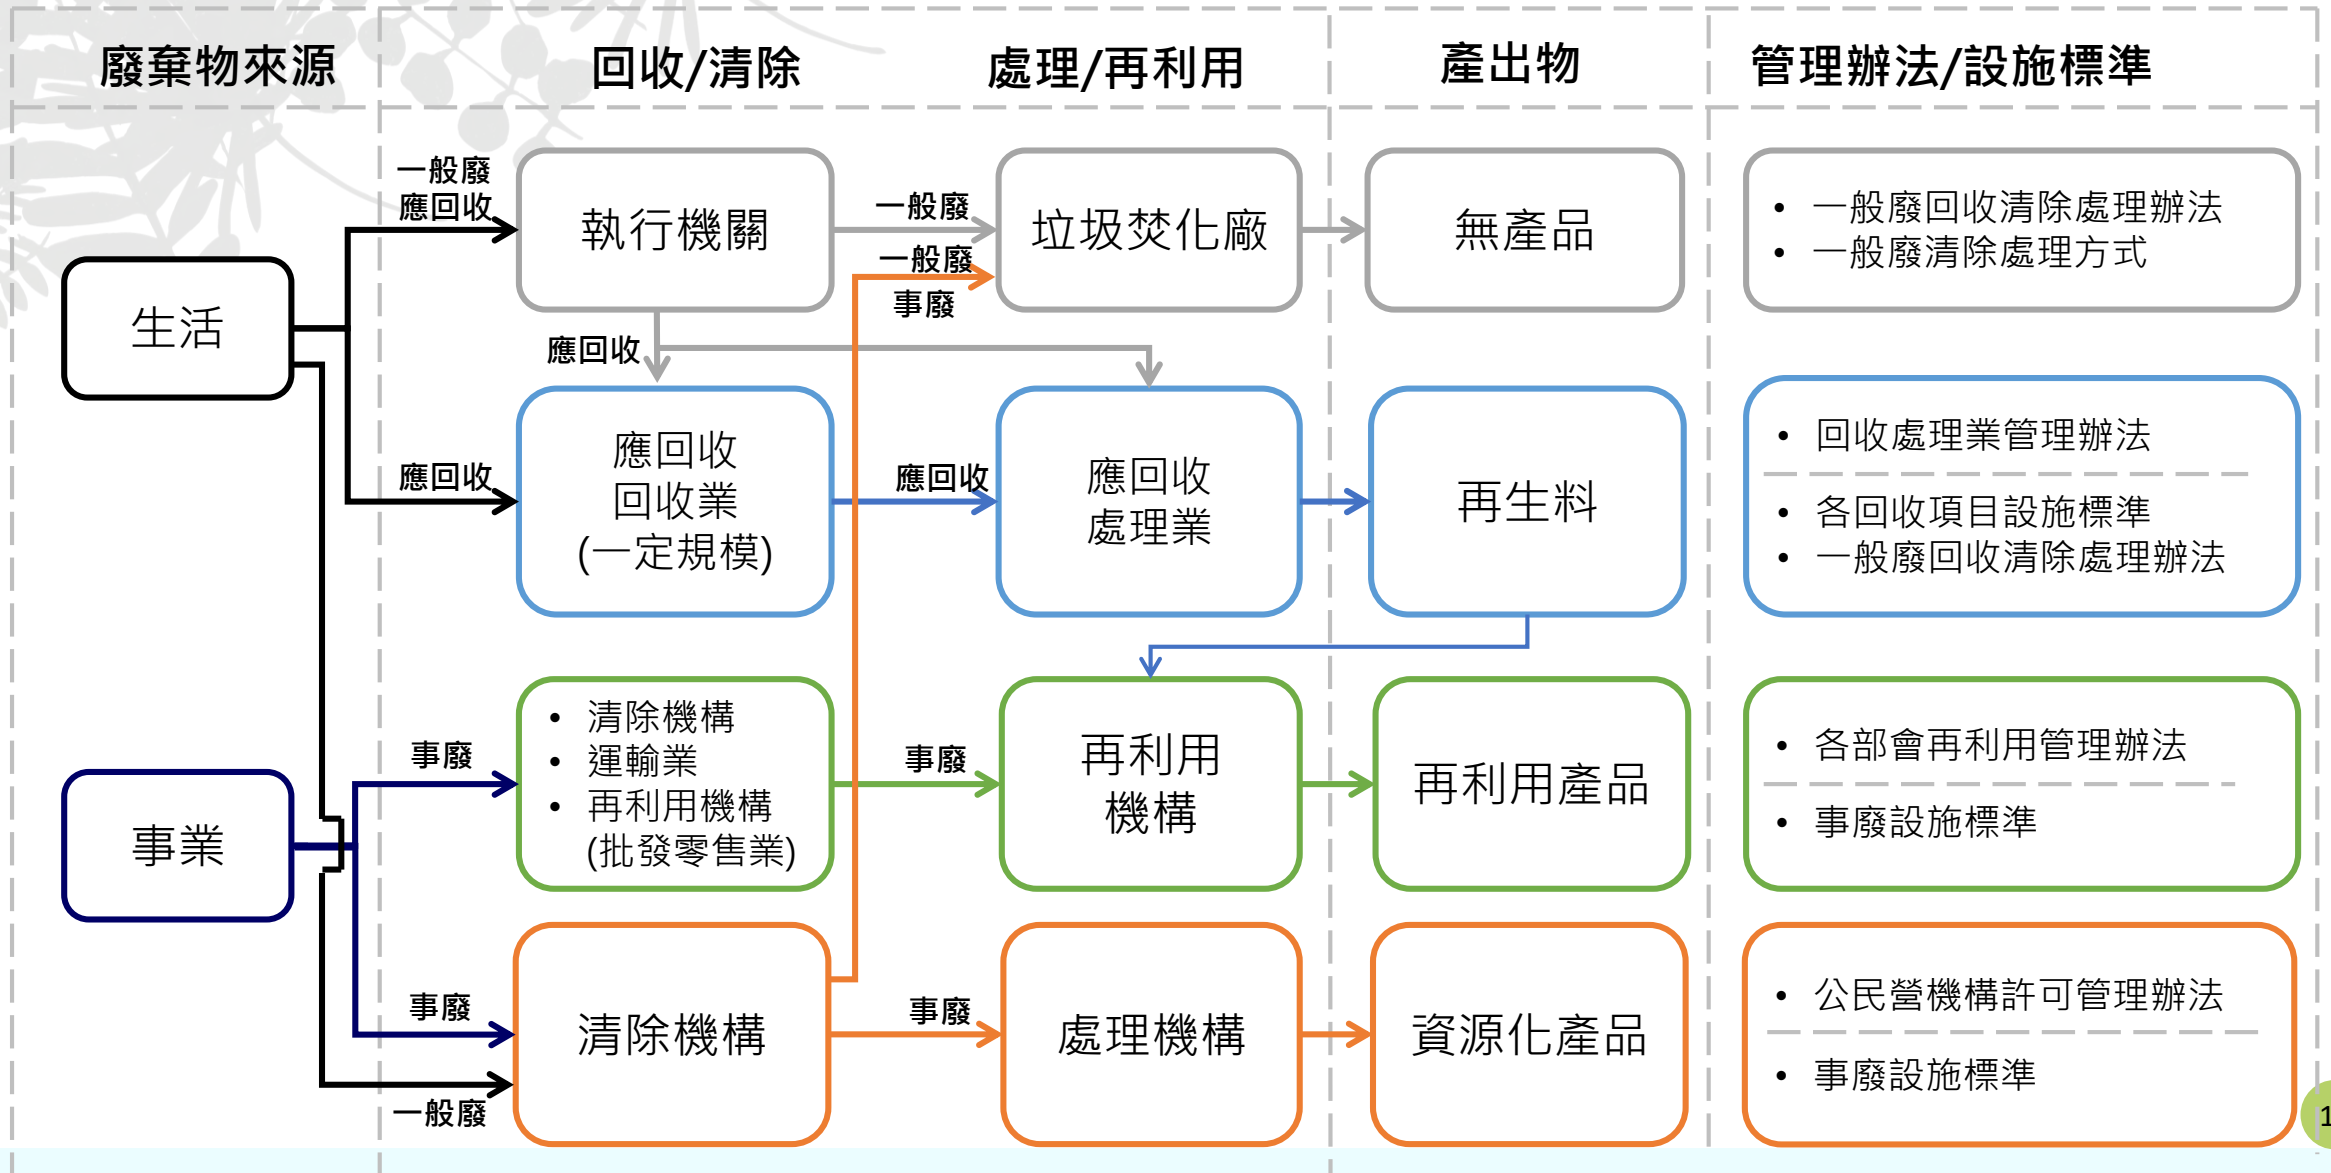 廢棄物來源
回收/清除
處理/再利用
產出物
管理辦法/設施標準
生活
事業
一般廢
應回收
執行機關
一般廢
一般廢
事廢
垃圾焚化廠
無產品
• 一般廢回收清除處理辦法
• 一般廢清除處理方式
應回收
應回收
應回收
回收業
(一定規模)
應回收
應回收
處理業
再生料
• 回收處理業管理辦法
• 各回收項目設施標準
• 一般廢回收清除處理辦法
事廢
• 清除機構
• 運輸業
• 再利用機構
(批發零售業)
事廢
再利用
機構
再利用產品
• 各部會再利用管理辦法
• 事廢設施標準
事廢
一般廢
清除機構
事廢
處理機構
資源化產品
• 公民營機構許可管理辦法
• 事廢設施標準
1